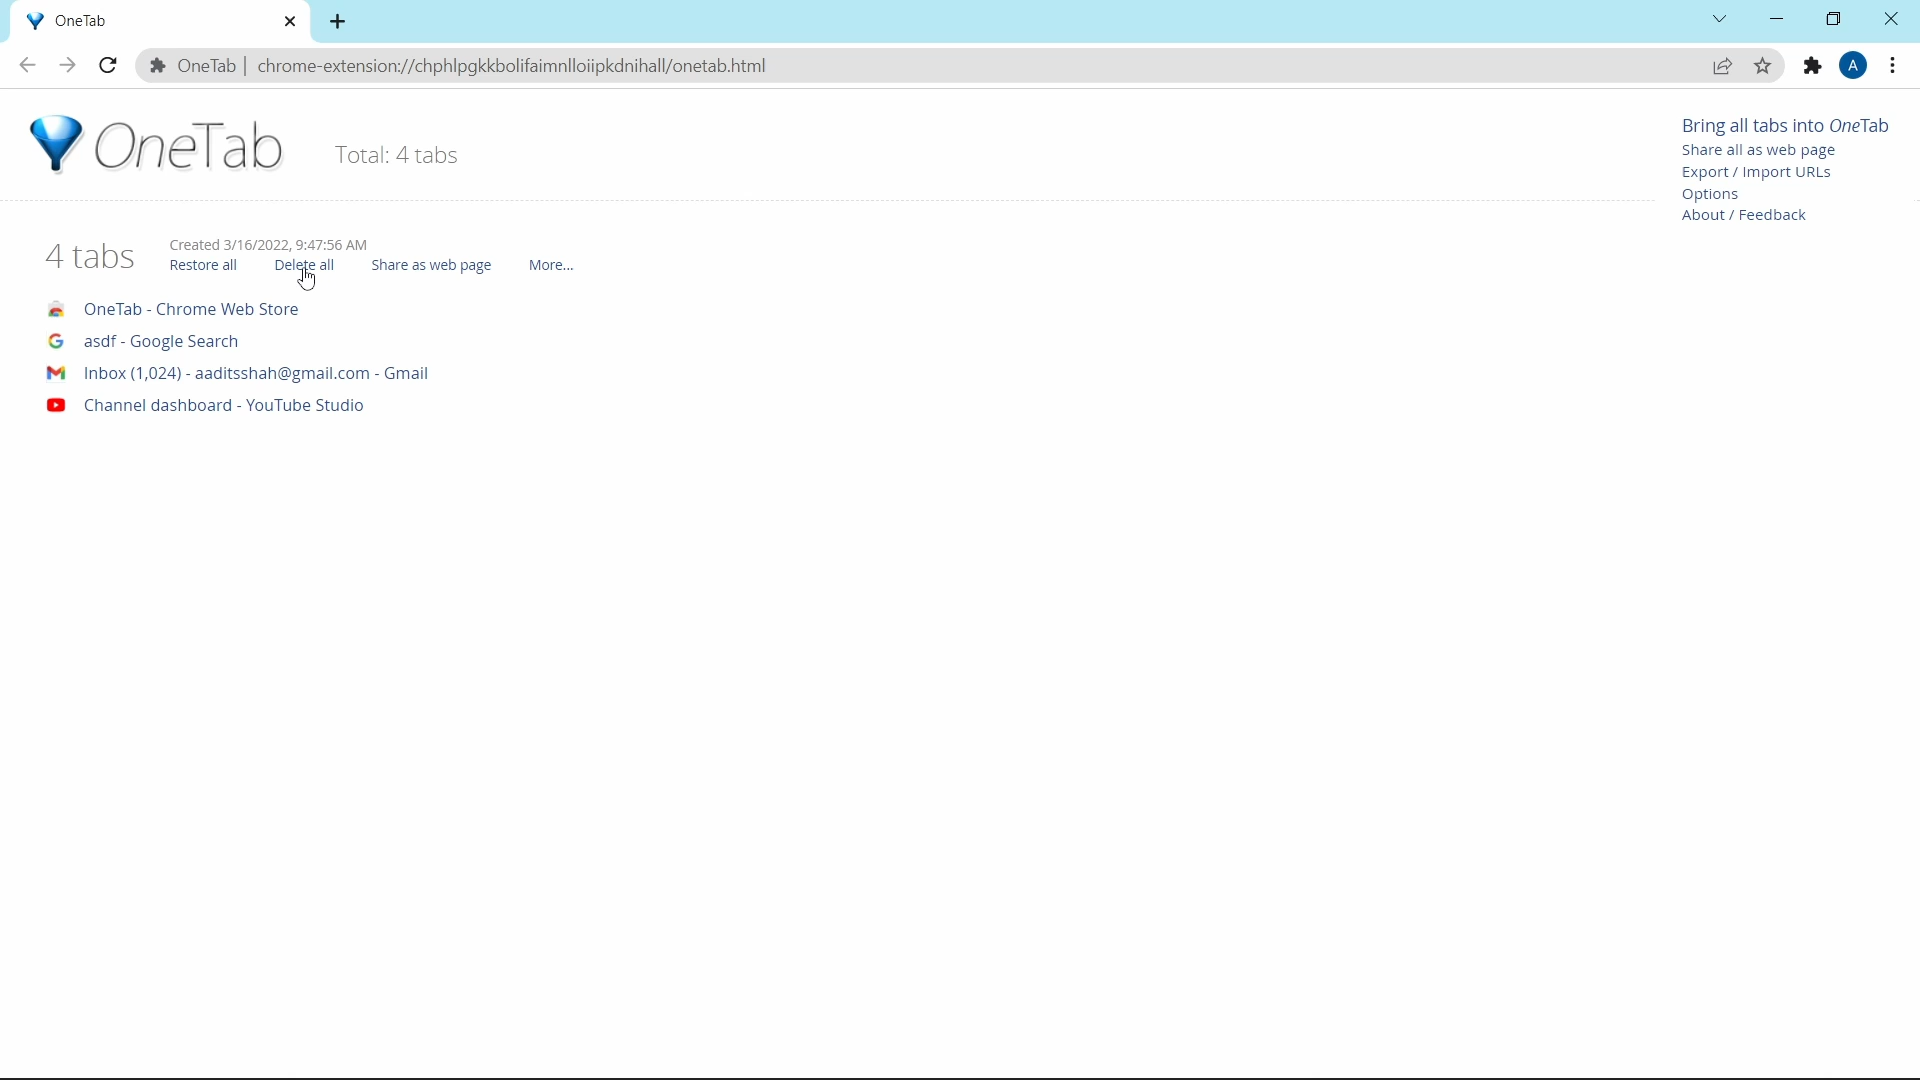 OneTab
OneTab | chrome-extension://chphlpgkkbolifaimnlloiipkdnihall/onetab.html
A
OneTab
Total: 4 tabs
Bring all tabs into OneTab
Share all as web page
Export / Import URLs
Options
About / Feedback
4 tabs
Created 3/16/2022, 9:47:56 AM
Restore all Delete all Share as web page More...
OneTab - Chrome Web Store
asdf - Google Search
Inbox (1,024) - aaditsshah@gmail.com - Gmail
Channel dashboard - YouTube Studio